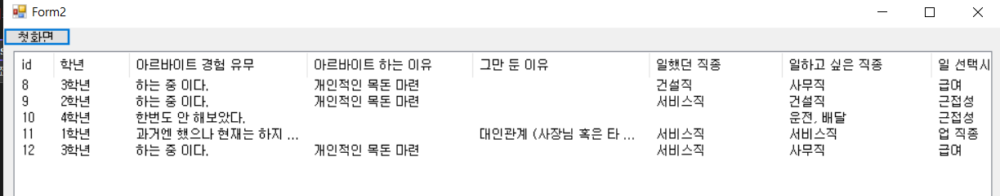 Form2
첫화면
id 학년 아르바이트 경험 유무 아르바이트 하는 이유 그만 둔 이유 일했던 직종 일하고 싶은 직종 일 선택시
8 3학년 하는 중 이다. 개인적인 목돈 마련 건설직 사무직 급여
9 2학년 하는 중 이다. 개인적인 목돈 마련 서비스직 건설직 근접성
10 4학년 한번도 안 해보았다. 운전, 배달 근접성
11 1학년 과거엔 했으나 현재는 하지 ... 대인관계 (사장님 혹은 타 ... 서비스직 서비스직 업 직종
12 3학년 하는 중 이다. 개인적인 목돈 마련 서비스직 사무직 급여